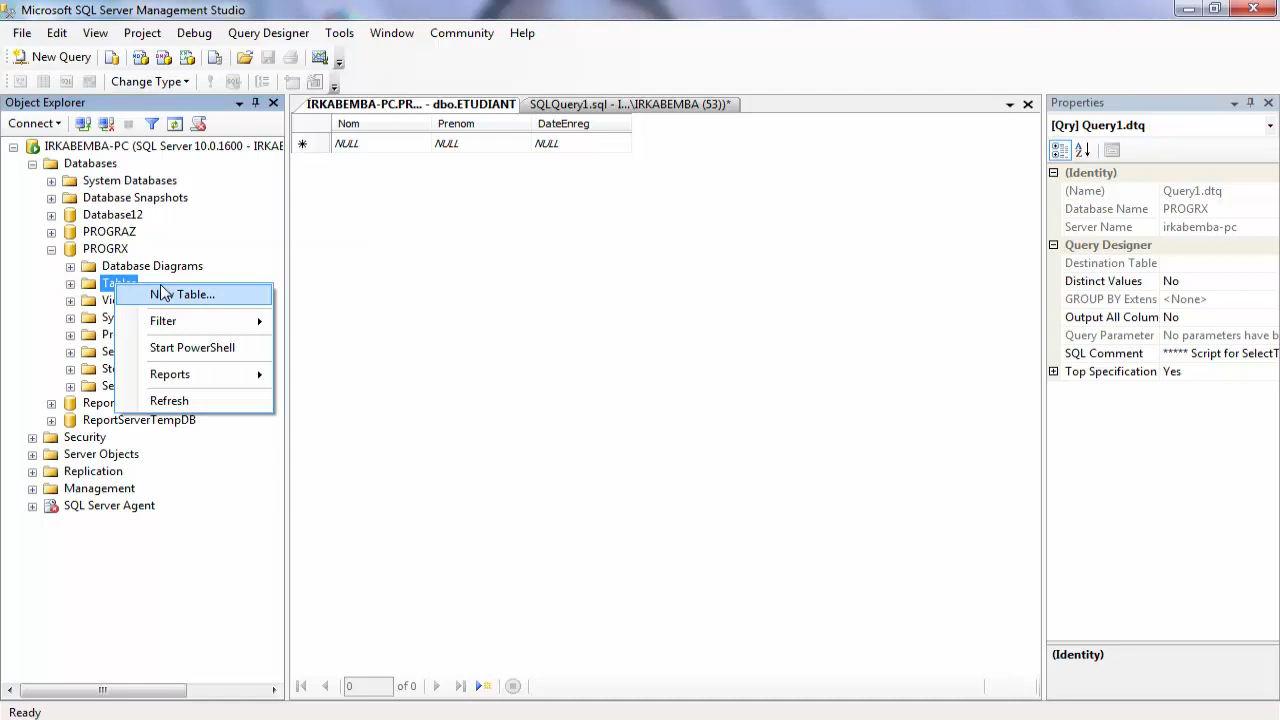 Microsoft SQL Server Management Studio
File Edit View Project Debug Query Designer Tools Window Community Help
New Query
Change Type
Object Explorer
Connect
IRKABEMBA-PC (SQL Server 10.0.1600 - IRKAE
Databases
System Databases
Database Snapshots
Database12
PROGRAZ
PROGRX
Database Diagrams
New Table...
Filter
Start PowerShell
Reports
Refresh
ReportServerTempDB
Security
Server Objects
Replication
Management
SQL Server Agent
IRKABEMBA-PC.PR... - dbo.ETUDIANT SQLQuery1.sql - I...\IRKABEMBA (53))*
Nom Prenom DateEnreg
NULL NULL NULL
0 of 0
Properties
[Qry] Query1.dtq
(Identity)
(Name) Query1.dtq
Database Name PROGRX
Server Name irkabemba-pc
Query Designer
Destination Table
Distinct Values No
GROUP BY Extens <None>
Output All Colum No
Query Parameter No parameters have b
SQL Comment ***** Script for SelectT
Top Specification Yes
(Identity)
Ready